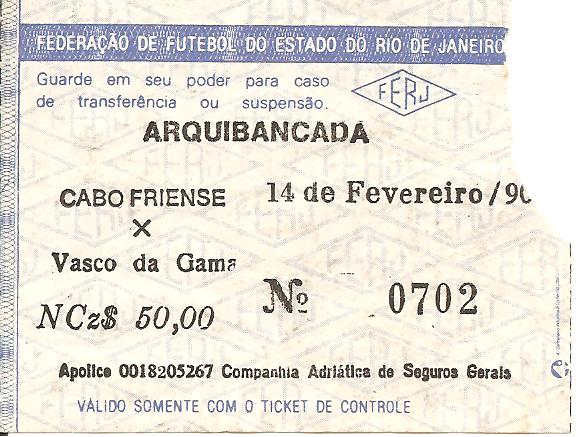 FEDERAÇÃO DE FUTEBOL DO ESTADO DO RIO DE JANEIRO
Guarde em seu poder para caso
de transferência ou suspensão.
FERJ
ARQUIBANCADA
CABO FRIENSE
14 de Fevereiro/90
X
Vasco da Gama
Nº 0702
NCz$ 50,00
Apolice 0018205267 Companhia Adriática de Seguros Gerais
VÁLIDO SOMENTE COM O TICKET DE CONTROLE